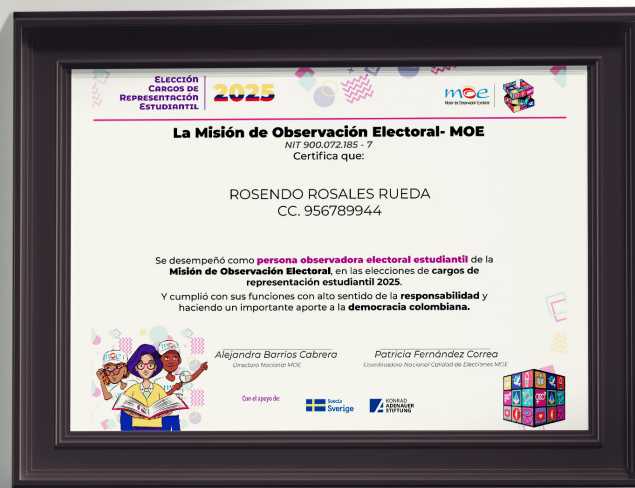 ELECCIÓN
CARGOS DE
REPRESENTACIÓN
ESTUDIANTIL
2025
moe
Misión de Observación Electoral
La Misión de Observación Electoral- MOE
NIT 900.072.185 - 7
Certifica que:
ROSENDO ROSALES RUEDA
CC. 956789944
Se desempeñó como persona observadora electoral estudiantil de la
Misión de Observación Electoral, en las elecciones de cargos de
representación estudiantil 2025.
Y cumplió con sus funciones con alto sentido de la responsabilidad y
haciendo un importante aporte a la democracia colombiana.
Alejandra Barrios Cabrera
Directora Nacional MOE
Patricia Fernández Correa
Coordinadora Nacional Calidad de Elecciones MOE
Con el apoyo de:
Suecia
Sverige
KONRAD
ADENAUER
STIFTUNG
moe